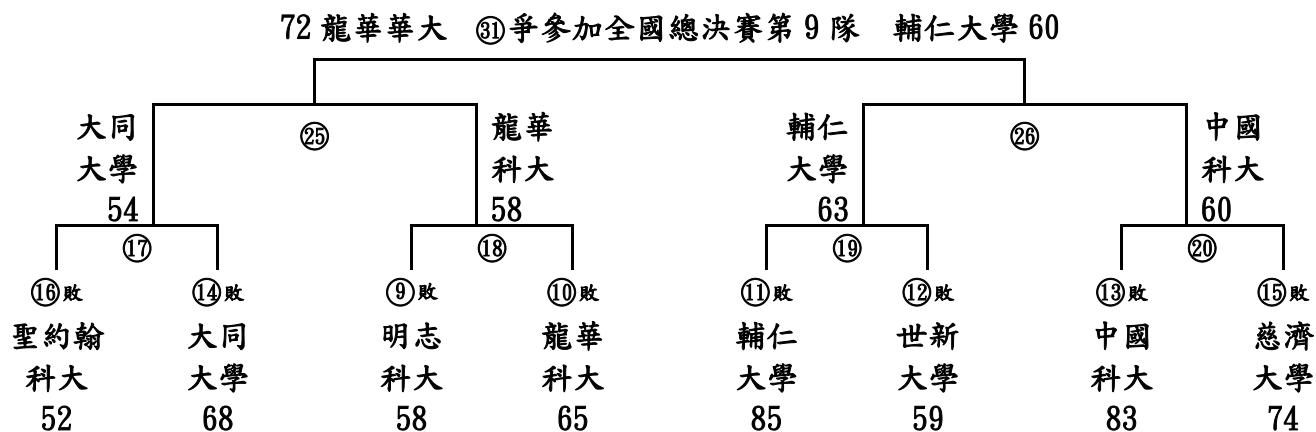 72 龍華華大 ㉛爭參加全國總決賽第 9 隊 輔仁大學 60
大同 龍華 輔仁 中國
㉕ ㉖
大學 科大 大學 科大
54 58 63 60
⑰ ⑱ ⑲ ⑳
⑯敗 ⑭敗 ⑨敗 ⑩敗 ⑪敗 ⑫敗 ⑬敗 ⑮敗
聖約翰 大同 明志 龍華 輔仁 世新 中國 慈濟
科大 大學 科大 科大 大學 大學 科大 大學
52 68 58 65 85 59 83 74